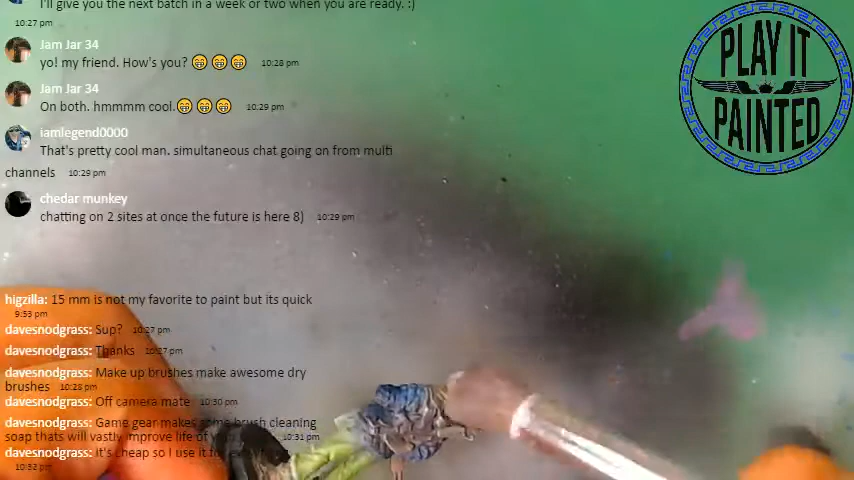 I'll give you the next batch in a week or two when you are ready. :)
10:27 pm
Jam Jar 34
yo! my friend. How's you? 😁 😁 😁 10:28 pm
Jam Jar 34
On both. hmmmm cool.😁 😁 😁 10:29 pm
iamlegend0000
That's pretty cool man. simultaneous chat going on from multi
channels 10:29 pm
chedar munkey
chatting on 2 sites at once the future is here 8) 10:29 pm
PLAY IT
PAINTED
higzilla: 15 mm is not my favorite to paint but its quick
9:53 pm
davesnodgrass: Sup? 10:27 pm
davesnodgrass: Thanks 10:27 pm
davesnodgrass: Make up brushes make awesome dry
brushes 10:28 pm
davesnodgrass: Off camera mate 10:30 pm
davesnodgrass: Game gear makes some brush cleaning
soap thats will vastly improve life of 10:31 pm
davesnodgrass: It's cheap so I use it
10:32 pm